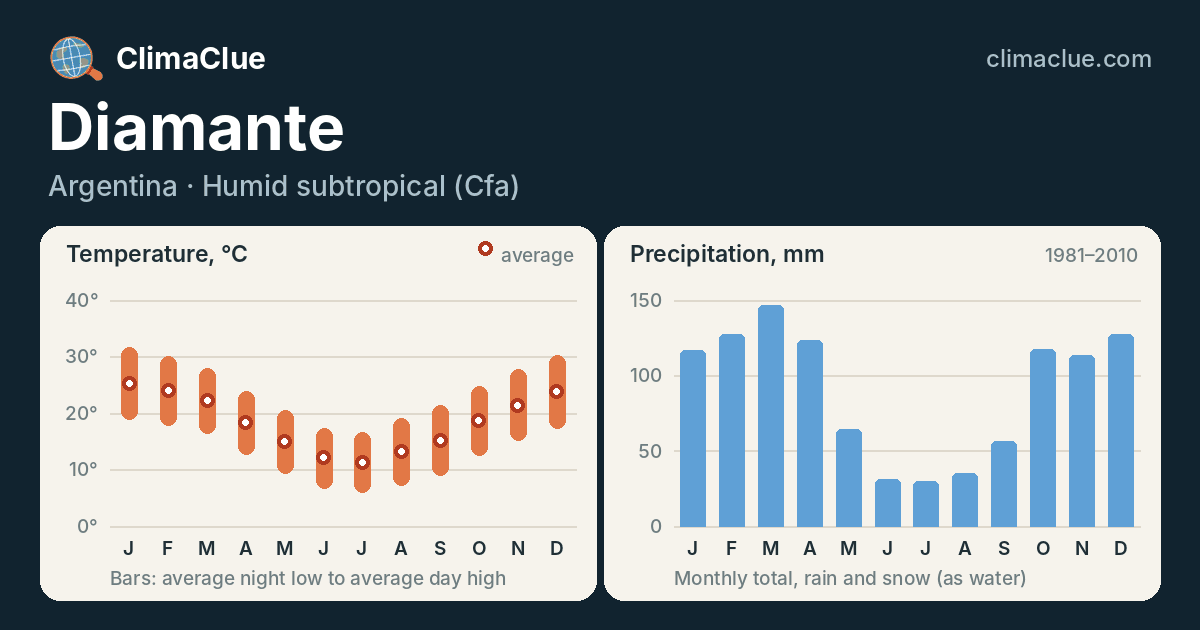 ClimaClue
climaclue.com
Diamante
Argentina · Humid subtropical (Cfa)
Temperature, °C
average
40°
30°
20°
10°
0°
J F M A M J J A S O N D
Bars: average night low to average day high
Precipitation, mm
1981–2010
150
100
50
0
J F M A M J J A S O N D
Monthly total, rain and snow (as water)